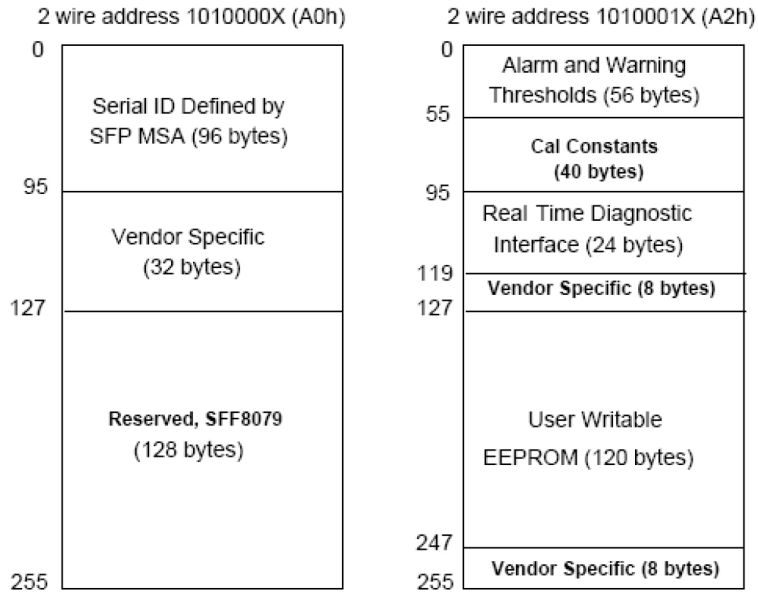 2 wire address 1010000X (A0h)
0
Serial ID Defined by
SFP MSA (96 bytes)
95
Vendor Specific
(32 bytes)
127
Reserved, SFF8079
(128 bytes)
255
2 wire address 1010001X (A2h)
0
Alarm and Warning
Thresholds (56 bytes)
55
Cal Constants
(40 bytes)
95
Real Time Diagnostic
Interface (24 bytes)
119
Vendor Specific (8 bytes)
127
User Writable
EEPROM (120 bytes)
247
Vendor Specific (8 bytes)
255